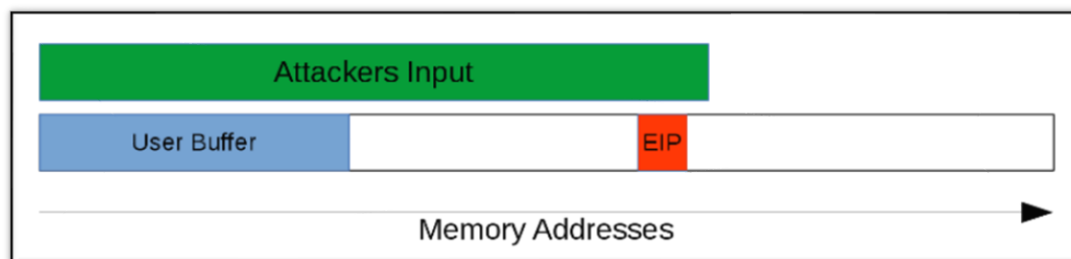 Attackers Input
User Buffer
EIP
Memory Addresses